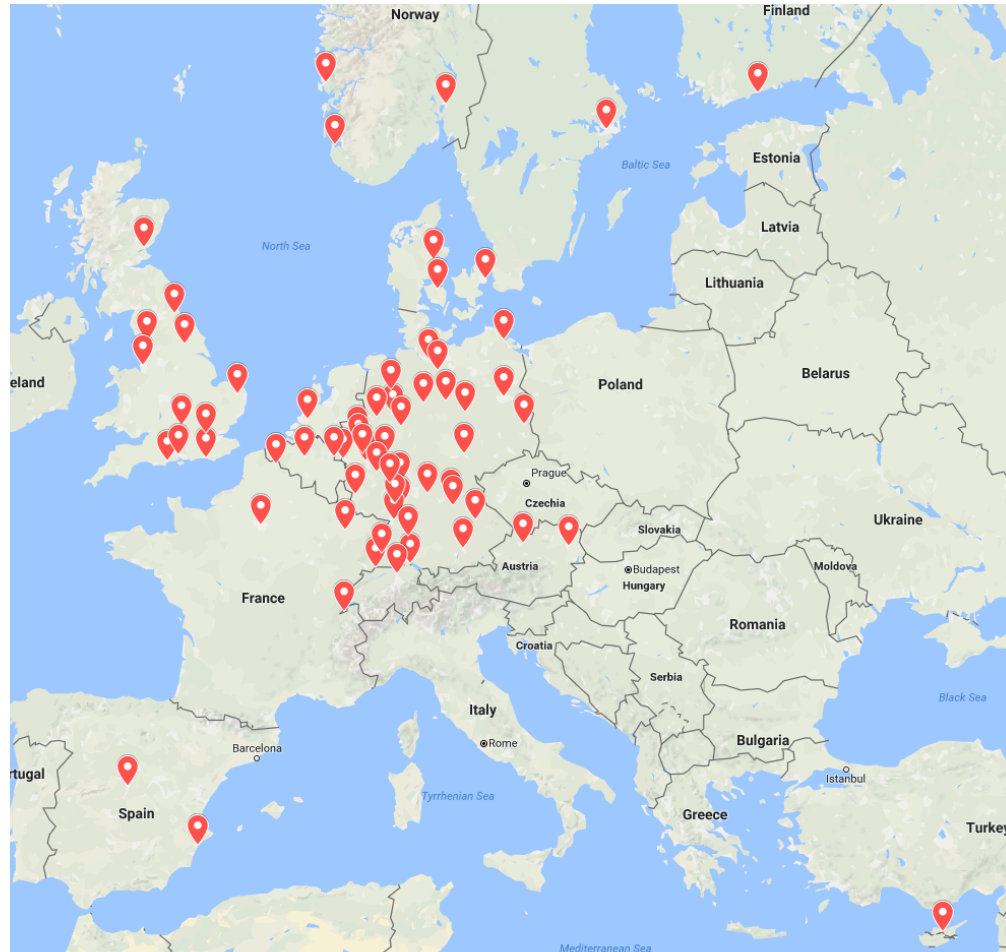 Norway
Finland
Baltic Sea
Estonia
North Sea
Latvia
Lithuania
eland
Belarus
Poland
Prague
Czechia
Ukraine
Slovakia
Austria
Budapest
Hungary
Moldova
France
Romania
Croatia
Serbia
Black Sea
Italy
Bulgaria
Barcelona
Rome
rtugal
Istanbul
Tyrrhenian Sea
Spain
Greece
Turkey
Mediterranean Sea